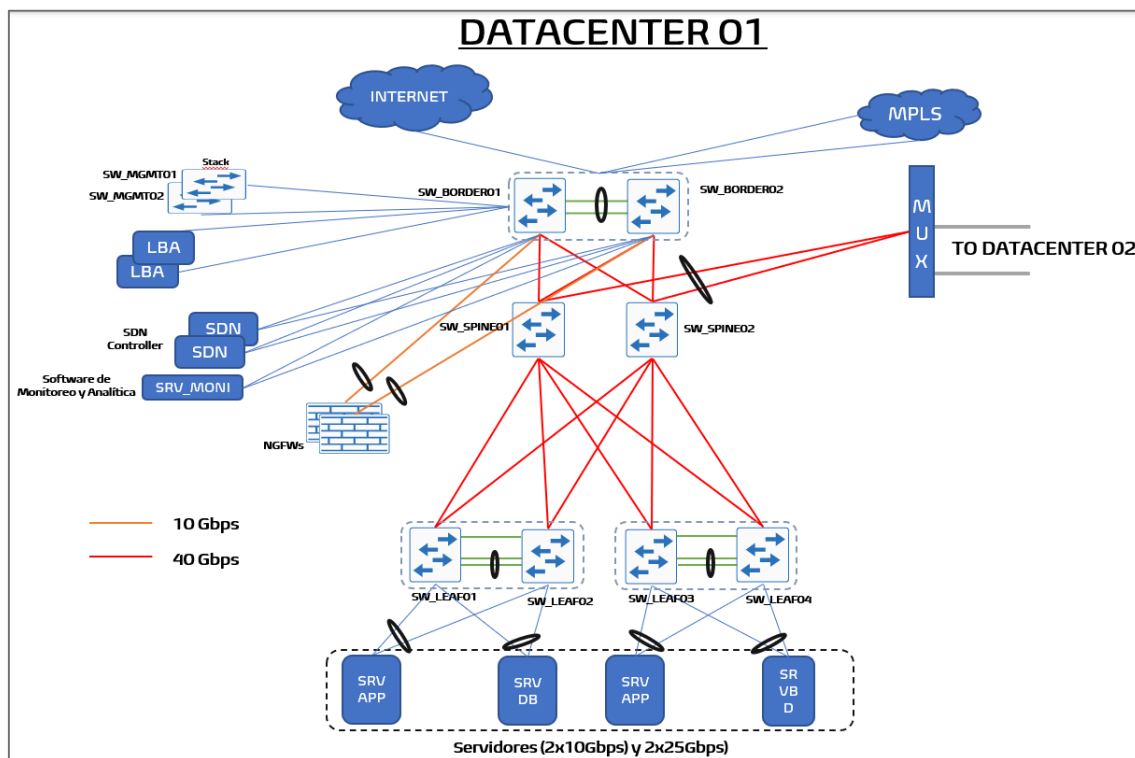 DATACENTER 01
INTERNET
MPLS
Stack
SW_MGMT01
SW_MGMT02
SW_BORDER01
SW_BORDER02
MUX
TO DATACENTER 02
LBA
LBA
SW_SPINE01
SW_SPINE02
SDN
Controller
SDN
SDN
Software de
Monitoreo y Analítica
SRV_MONI
NGFWs
10 Gbps
40 Gbps
SW_LEAF01
SW_LEAF02
SW_LEAF03
SW_LEAF04
SRV
APP
SRV
DB
SRV
APP
SR
VB
D
Servidores (2x10Gbps) y 2x25Gbps)